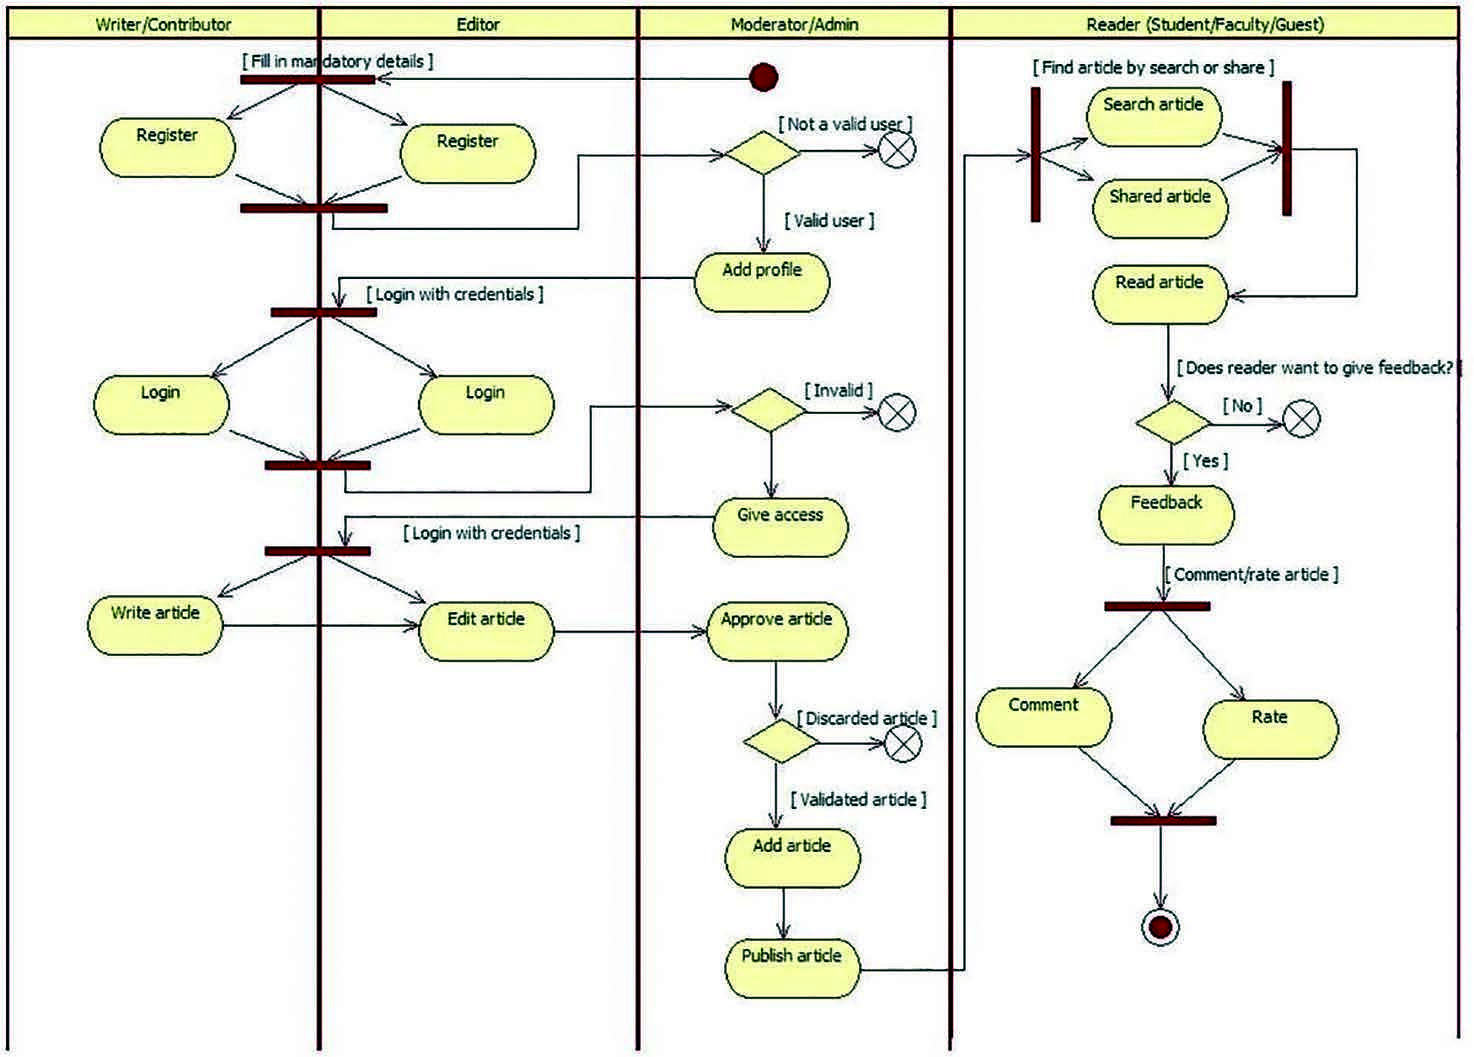 Writer/Contributor
Editor
Moderator/Admin
Reader (Student/Faculty/Guest)
[ Fill in mandatory details ]
Register
Register
[ Not a valid user ]
[ Valid user ]
Add profile
[ Login with credentials ]
Login
Login
[ Invalid ]
Give access
[ Login with credentials ]
Write article
Edit article
Approve article
[ Discarded article ]
[ Validated article ]
Add article
Publish article
[ Find article by search or share ]
Search article
Shared article
Read article
[ Does reader want to give feedback? ]
[ No ]
[ Yes ]
Feedback
[ Comment/rate article ]
Comment
Rate